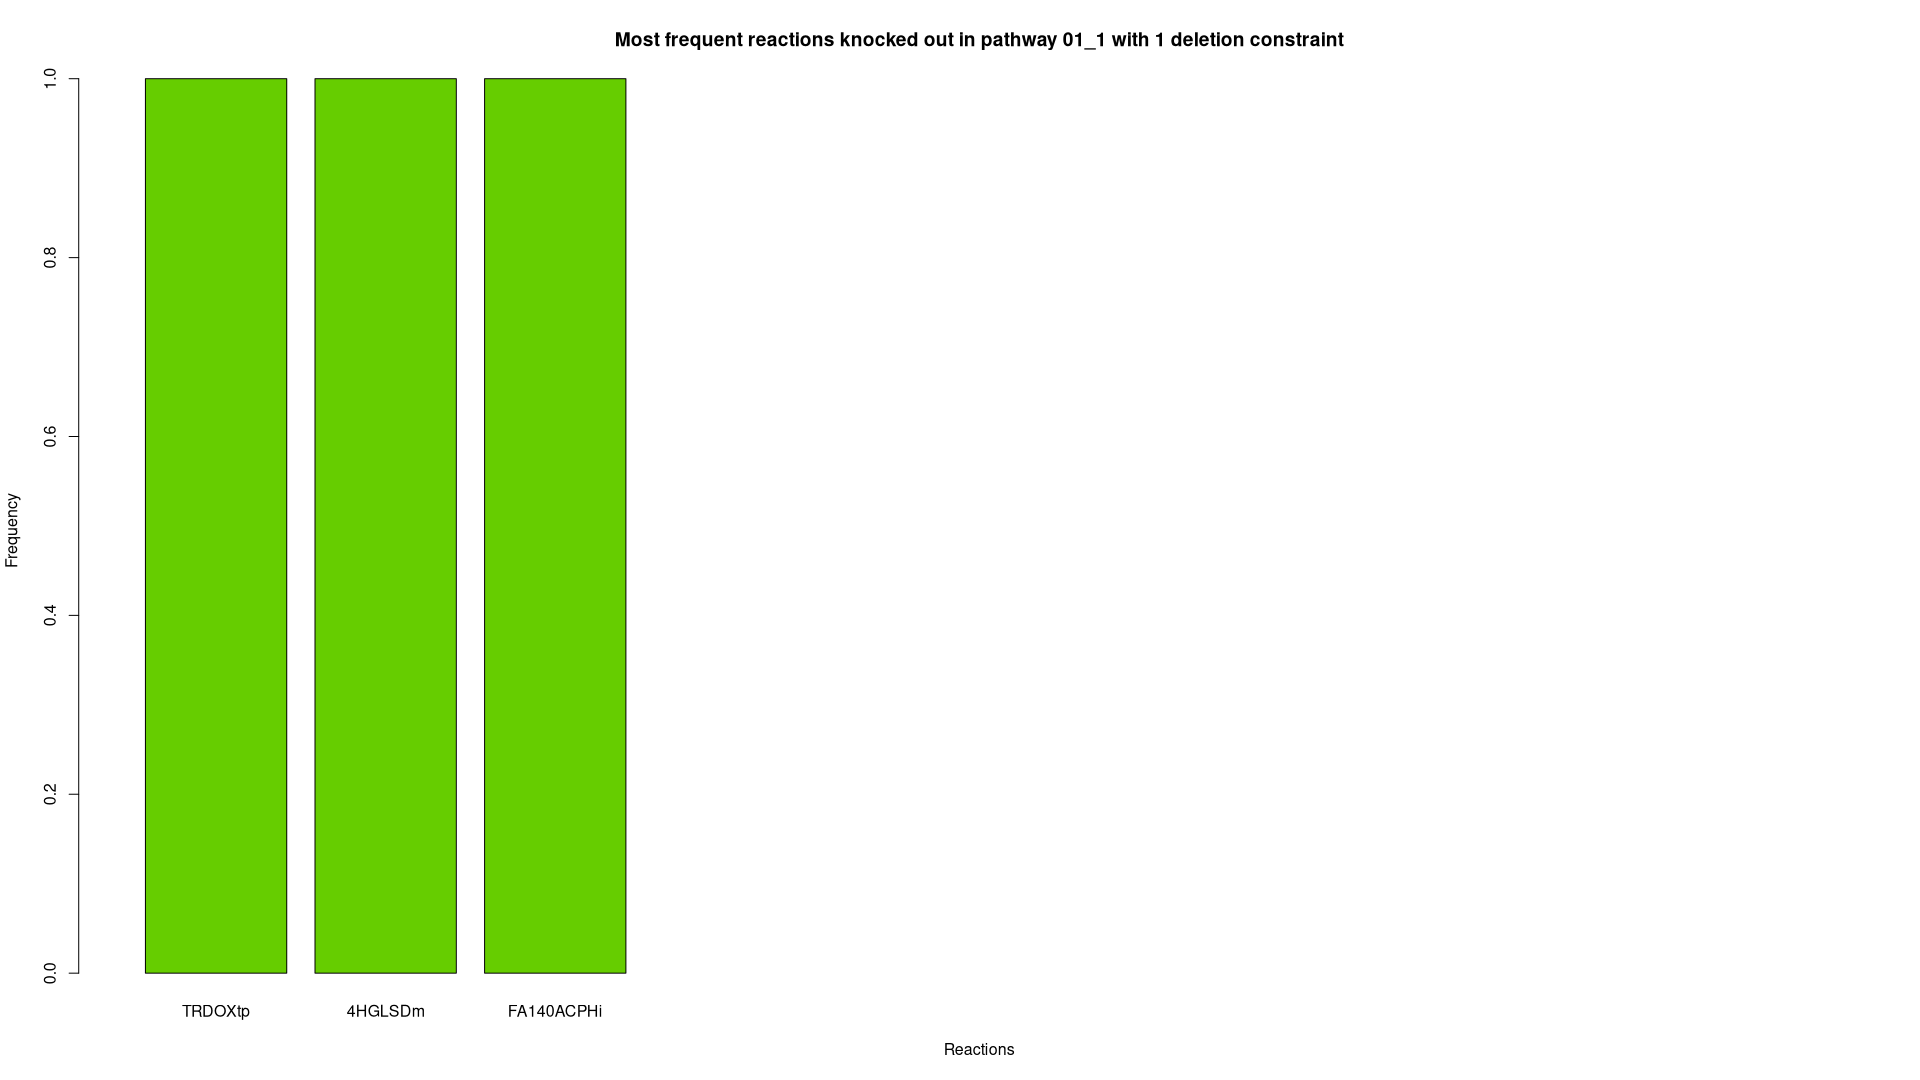 Most frequent reactions knocked out in pathway 01_1 with 1 deletion constraint
1.0
0.8
0.6
0.4
0.2
0.0
Frequency
TRDOXtp 4HGLSDm FA140ACPHi
Reactions